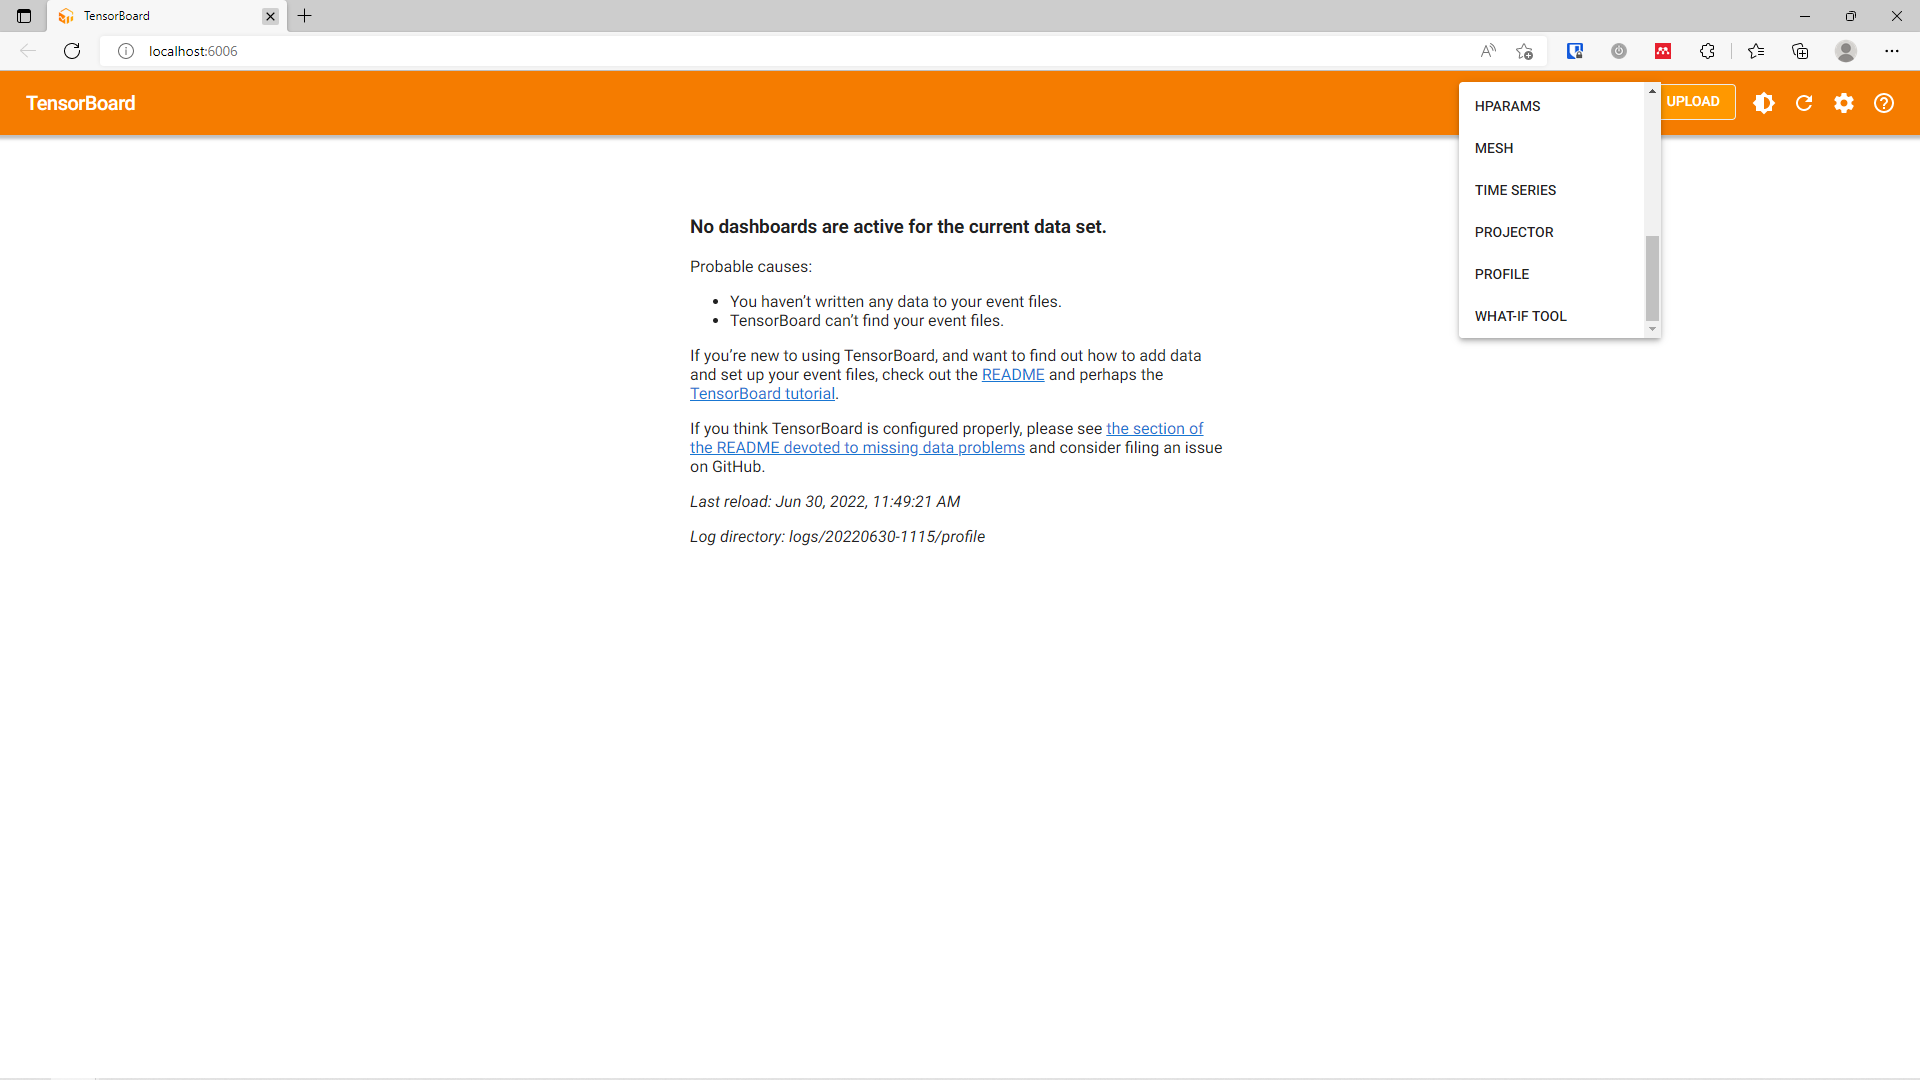 TensorBoard
localhost:6006
TensorBoard
UPLOAD
HPARAMS
MESH
TIME SERIES
PROJECTOR
PROFILE
WHAT-IF TOOL
No dashboards are active for the current data set.
Probable causes:
• You haven’t written any data to your event files.
• TensorBoard can’t find your event files.
If you’re new to using TensorBoard, and want to find out how to add data
and set up your event files, check out the README and perhaps the
TensorBoard tutorial.
If you think TensorBoard is configured properly, please see the section of
the README devoted to missing data problems and consider filing an issue
on GitHub.
Last reload: Jun 30, 2022, 11:49:21 AM
Log directory: logs/20220630-1115/profile